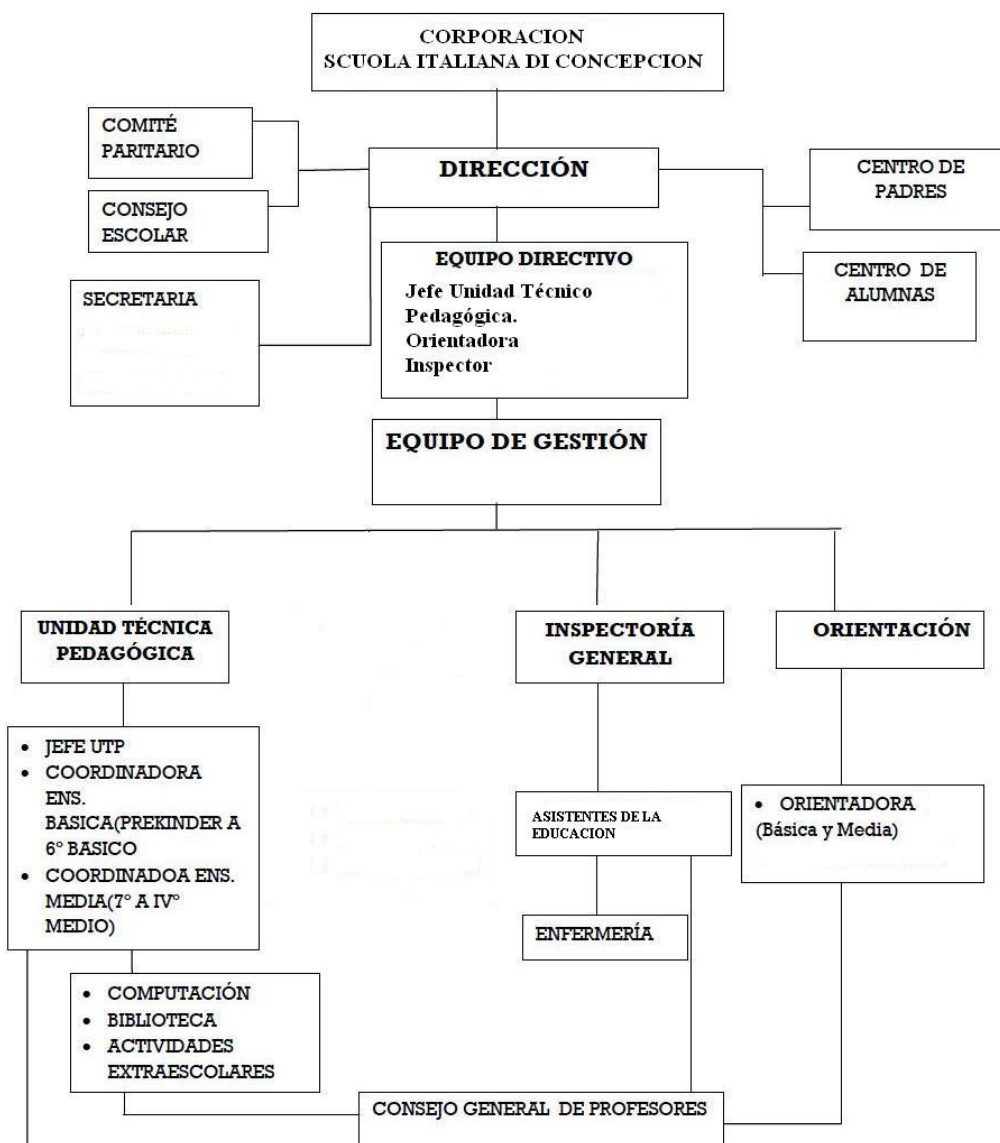 CORPORACION
SCUOLA ITALIANA DI CONCEPCION
COMITÉ
PARITARIO
DIRECCIÓN
CENTRO DE
PADRES
CONSEJO
ESCOLAR
EQUIPO DIRECTIVO
Jefe Unidad Técnico
Pedagógica.
Orientadora
Inspector
CENTRO DE
ALUMNAS
SECRETARIA
EQUIPO DE GESTIÓN
UNIDAD TÉCNICA
PEDAGÓGICA
INSPECTORÍA
GENERAL
ORIENTACIÓN
• JEFE UTP
• COORDINADORA
ENS.
BASICA(PREKINDER A
6° BASICO
• COORDINADOA ENS.
MEDIA(7° A IV°
MEDIO)
ASISTENTES DE LA
EDUCACION
• ORIENTADORA
(Básica y Media)
ENFERMERÍA
• COMPUTACIÓN
• BIBLIOTECA
• ACTIVIDADES
EXTRAESCOLARES
CONSEJO GENERAL DE PROFESORES